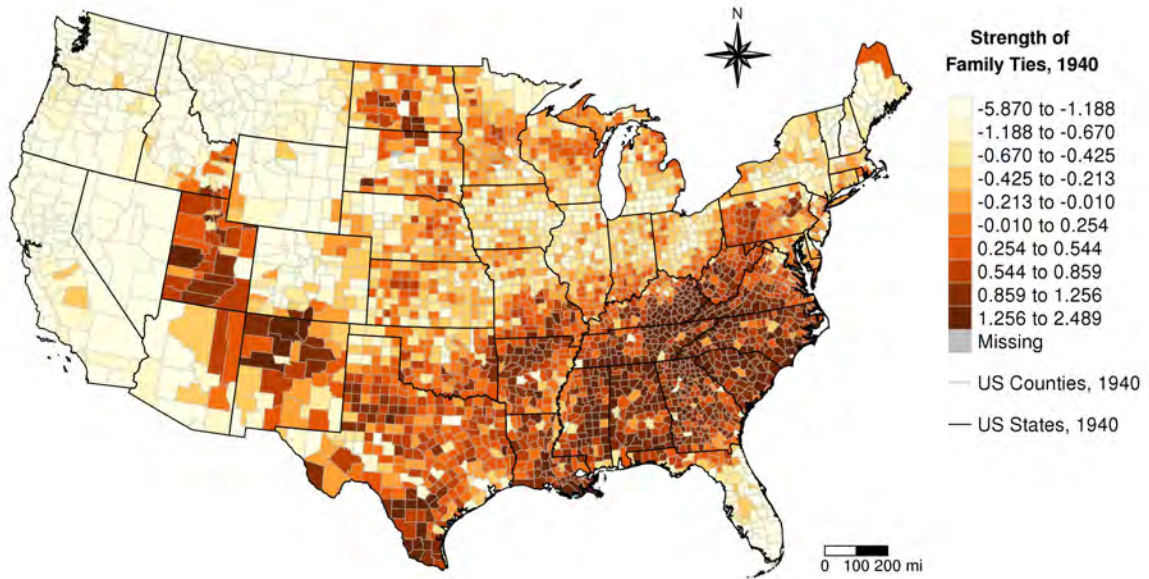 N
Strength of
Family Ties, 1940
-5.870 to -1.188
-1.188 to -0.670
-0.670 to -0.425
-0.425 to -0.213
-0.213 to -0.010
-0.010 to 0.254
0.254 to 0.544
0.544 to 0.859
0.859 to 1.256
1.256 to 2.489
Missing
US Counties, 1940
US States, 1940
0 100 200 mi